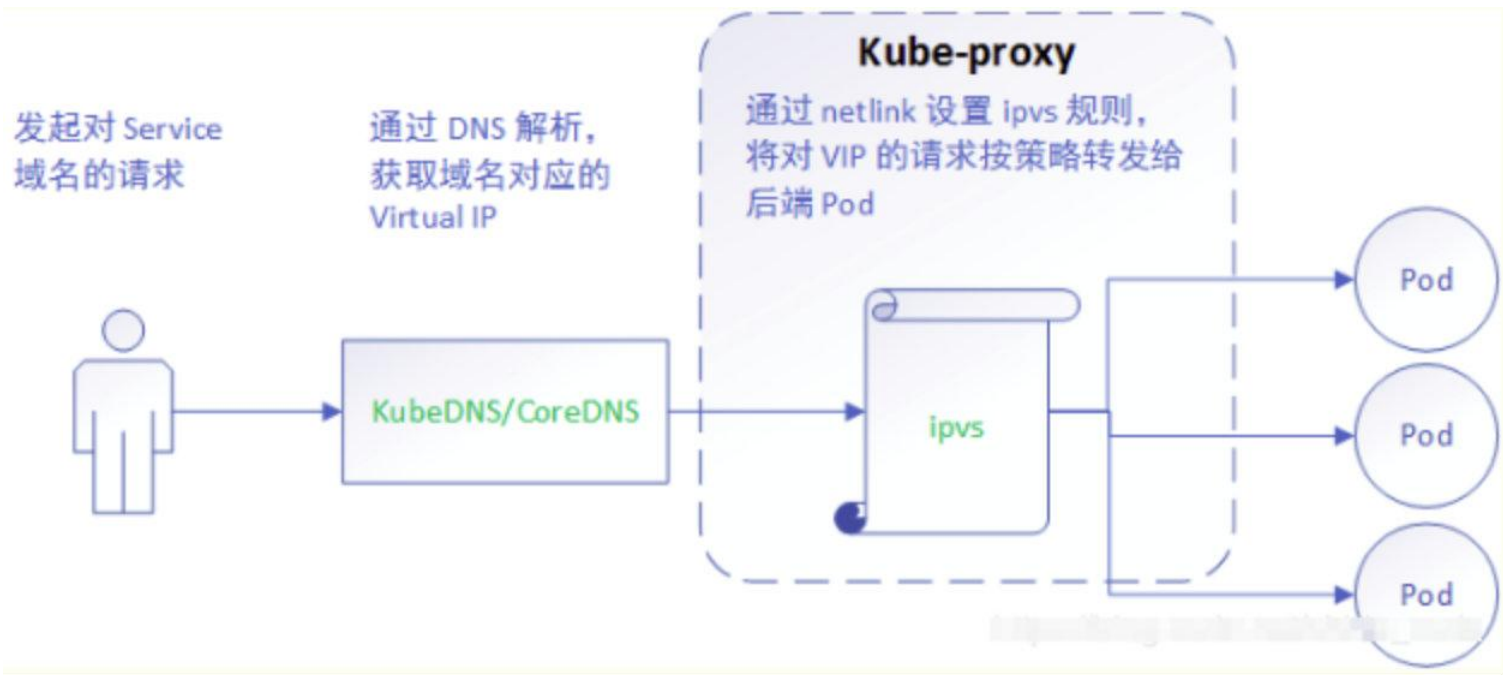 发起对 Service
域名的请求
通过 DNS 解析，
获取域名对应的
Virtual IP
Kube-proxy
通过 netlink 设置 ipvs 规则，
将对 VIP 的请求按策略转发给
后端 Pod
KubeDNS/CoreDNS
ipvs
Pod
Pod
Pod